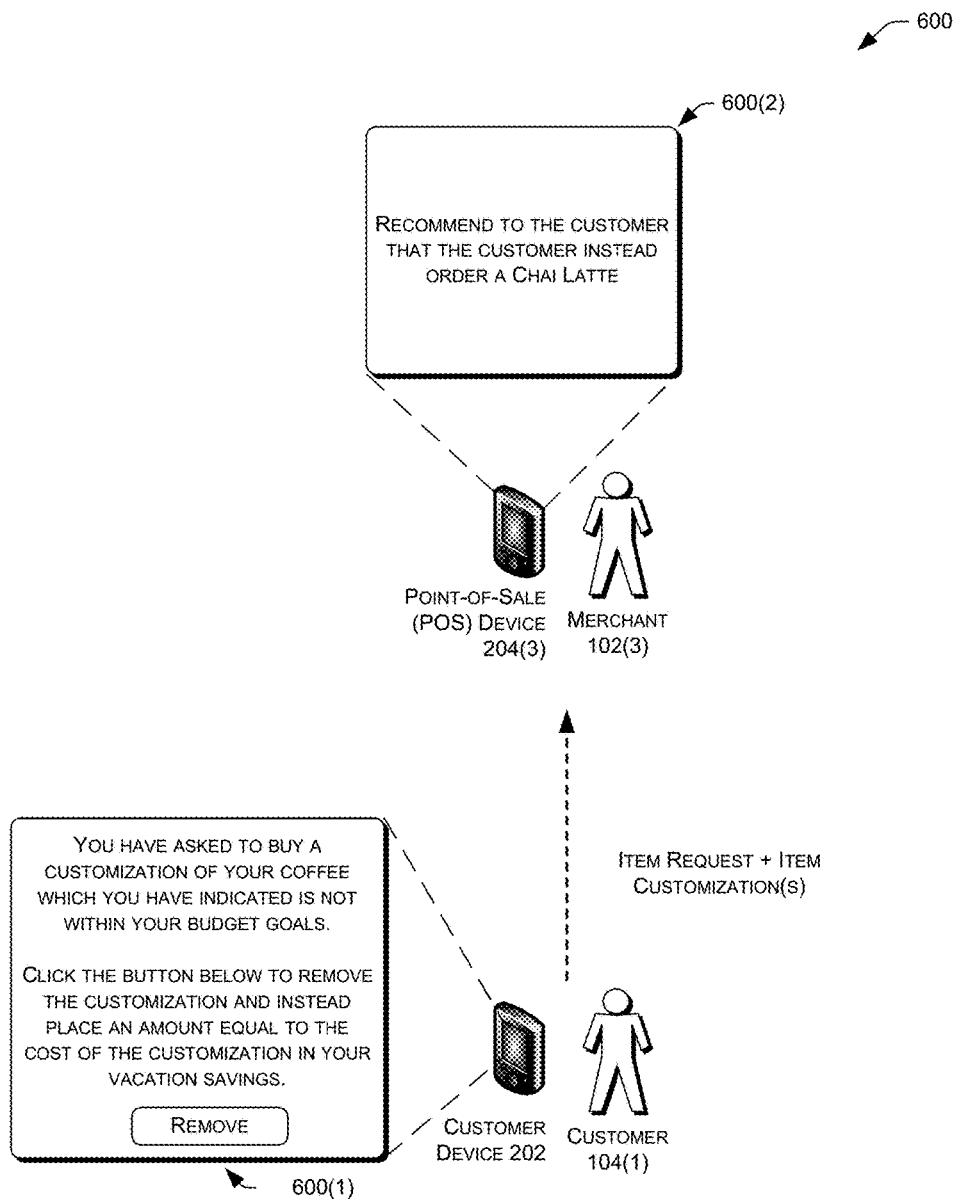 600
600(2)
Recommend to the customer
that the customer instead
order a Chai Latte
Point-of-Sale
(POS) Device
204(3)
Merchant
102(3)
Item Request + Item
Customization(s)
You have asked to buy a
customization of your coffee
which you have indicated is not
within your budget goals.
Click the button below to remove
the customization and instead
place an amount equal to the
cost of the customization in your
vacation savings.
Remove
Customer
Device 202
Customer
104(1)
600(1)